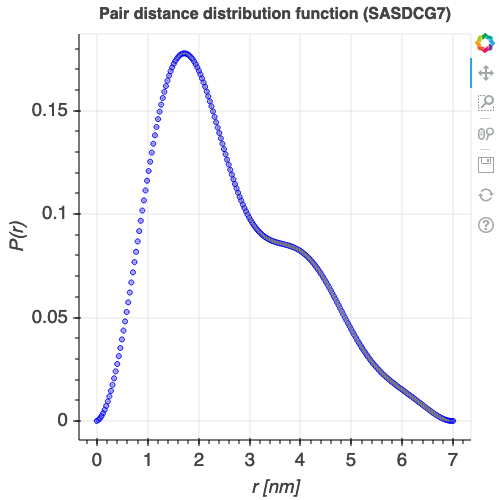 Pair distance distribution function (SASDCG7)
P(r)
0.15
0.1
0.05
0
0 1 2 3 4 5 6 7
r [nm]